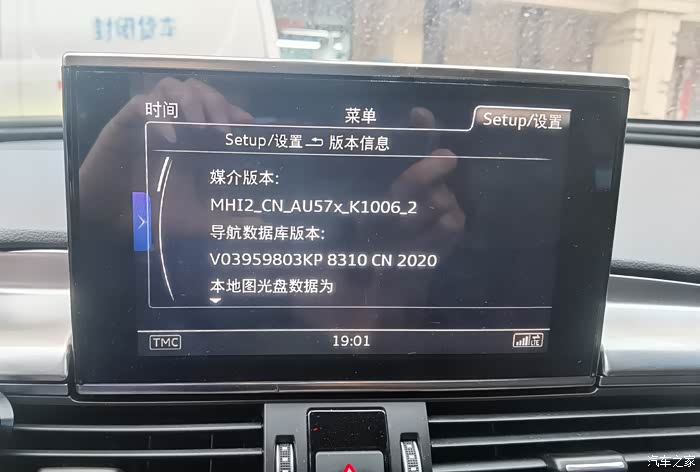 时间
菜单
Setup/设置
Setup/设置 ⮌ 版本信息
媒介版本:
MHI2_CN_AU57x_K1006_2
导航数据库版本:
V03959803KP 8310 CN 2020
本地图光盘数据为
TMC
19:01
LTE
汽车之家